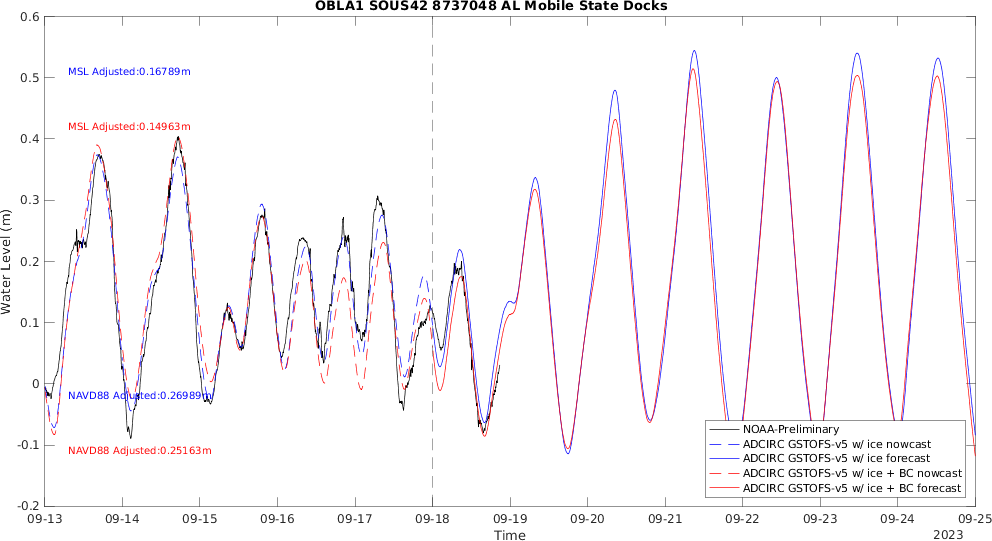 OBLA1 SOUS42 8737048 AL Mobile State Docks
0.6
0.5
0.4
0.3
0.2
0.1
0
-0.1
-0.2
Water Level (m)
MSL Adjusted:0.16789m
MSL Adjusted:0.14963m
NAVD88 Adjusted:0.26989m
NAVD88 Adjusted:0.25163m
NOAA-Preliminary
ADCIRC GSTOFS-v5 w/ ice nowcast
ADCIRC GSTOFS-v5 w/ ice forecast
ADCIRC GSTOFS-v5 w/ ice + BC nowcast
ADCIRC GSTOFS-v5 w/ ice + BC forecast
09-13 09-14 09-15 09-16 09-17 09-18 09-19 09-20 09-21 09-22 09-23 09-24 09-25
Time
2023